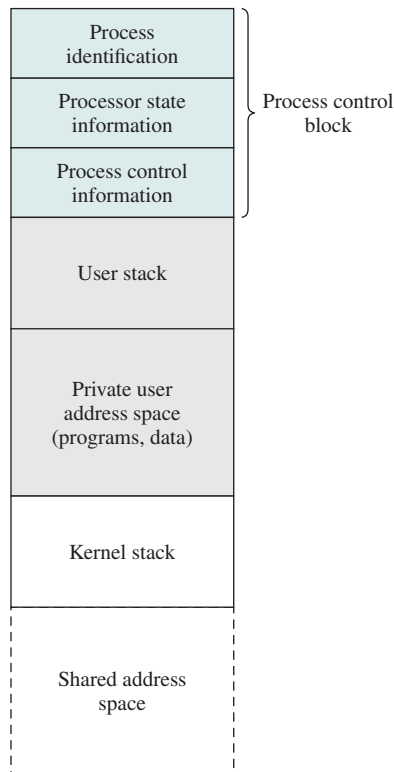 Process
identification
Processor state
information
Process control
information
Process control
block
User stack
Private user
address space
(programs, data)
Kernel stack
Shared address
space